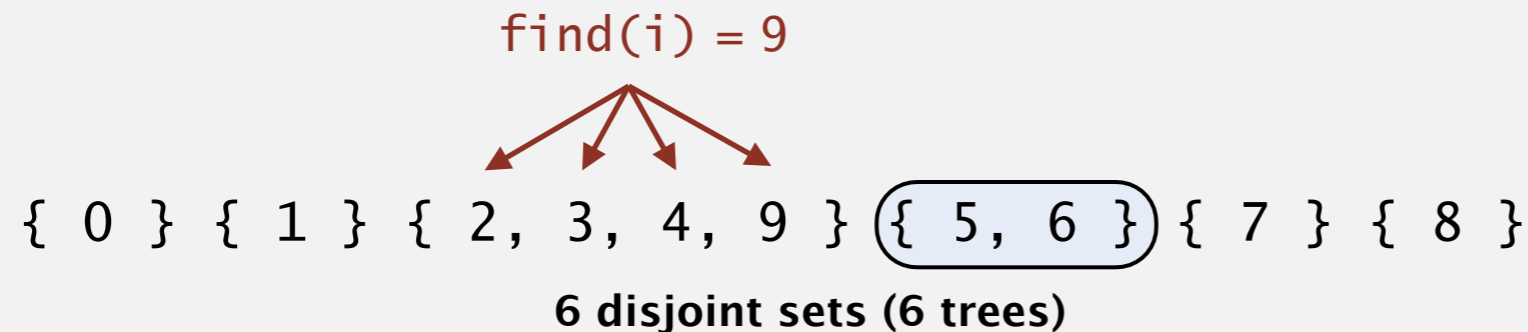 find(i) = 9
{ 0 } { 1 } { 2, 3, 4, 9 } { 5, 6 } { 7 } { 8 }
6 disjoint sets (6 trees)